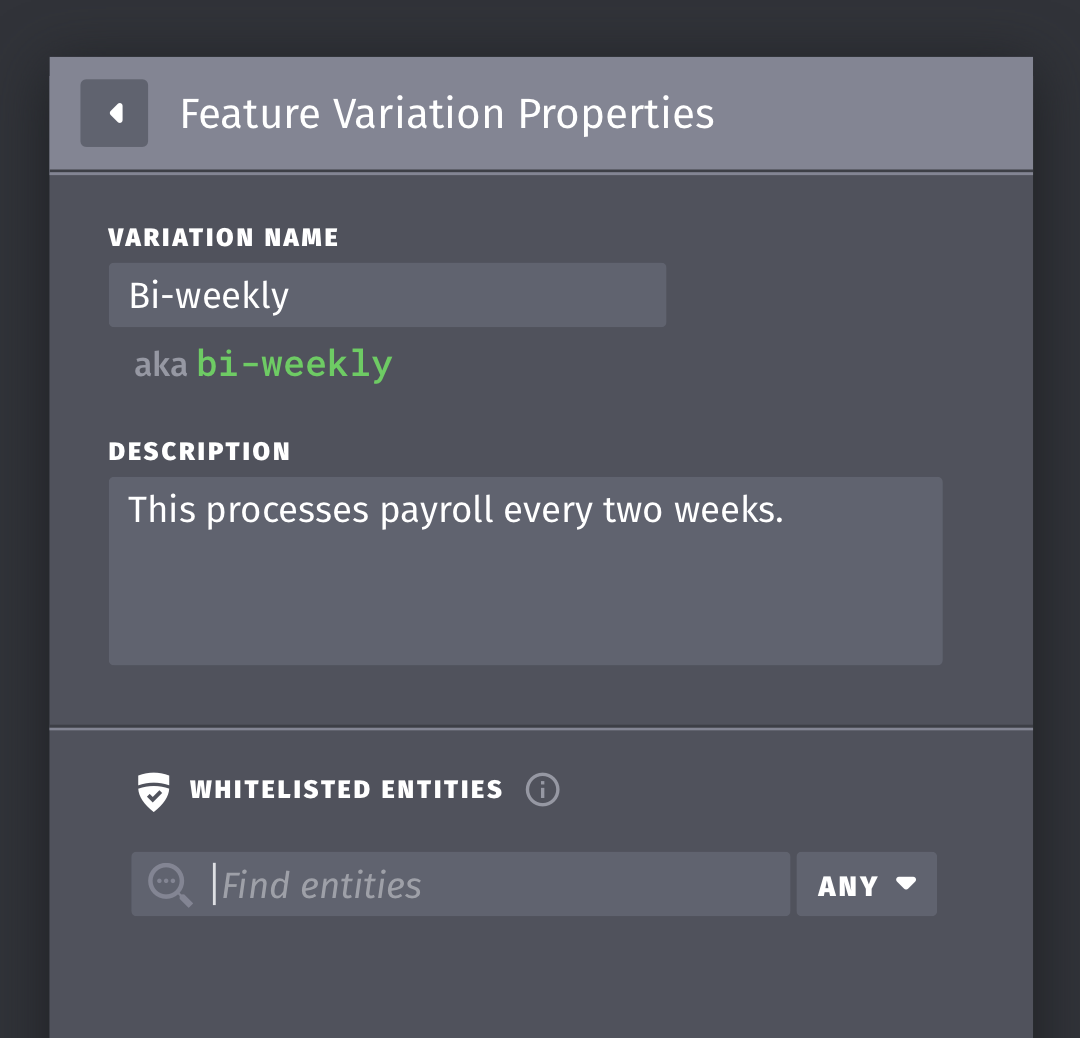 Feature Variation Properties
VARIATION NAME
Bi-weekly
aka bi-weekly
DESCRIPTION
This processes payroll every two weeks.
WHITELISTED ENTITIES
Find entities
ANY